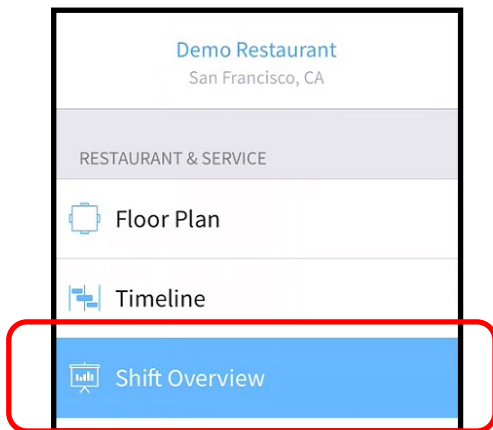 Demo Restaurant
San Francisco, CA
RESTAURANT & SERVICE
Floor Plan
Timeline
Shift Overview